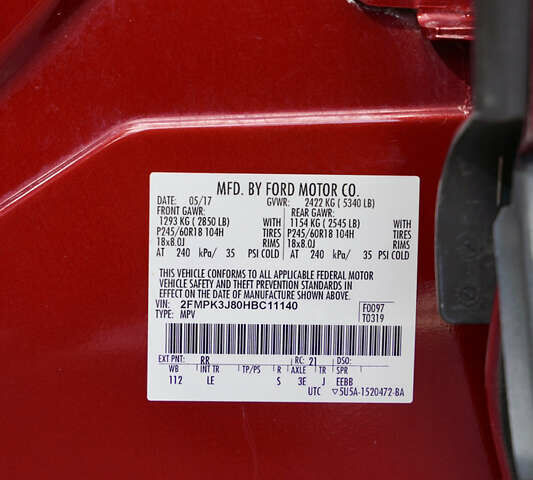 MFD. BY FORD MOTOR CO.
DATE: 05/17 GVWR: 2422 KG ( 5340 LB)
FRONT GAWR: REAR GAWR:
1293 KG ( 2850 LB) WITH 1154 KG ( 2545 LB) WITH
P245/60R18 104H TIRES P245/60R18 104H TIRES
18x8.0J RIMS 18x8.0J RIMS
AT 240 kPa/ 35 PSI COLD AT 240 kPa/ 35 PSI COLD
THIS VEHICLE CONFORMS TO ALL APPLICABLE FEDERAL MOTOR
VEHICLE SAFETY AND THEFT PREVENTION STANDARDS IN
EFFECT ON THE DATE OF MANUFACTURE SHOWN ABOVE.
VIN: 2FMPK3J80HBC11140 F0097
TYPE: MPV T0319
EXT PNT: RR RC: 21 DSO:
WB INT TR TP/PS R AXLE TR SPR
112 LE S 3E J EEBB
UTC ▽5U5A-1520472-BA